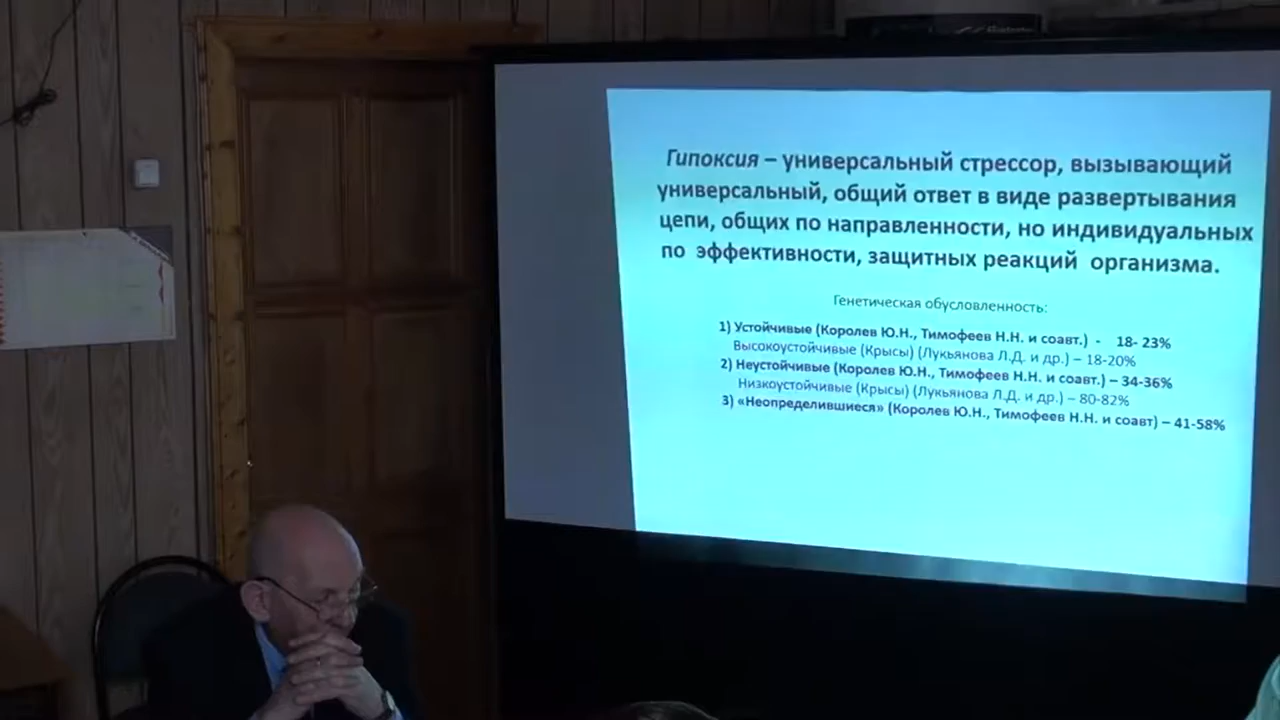 Гипоксия – универсальный стрессор, вызывающий
универсальный, общий ответ в виде развертывания
цепи, общих по направленности, но индивидуальных
по эффективности, защитных реакций организма.
Генетическая обусловленность:
1) Устойчивые (Королев Ю.Н., Тимофеев Н.Н. и соавт.) - 18- 23%
Высокоустойчивые (Крысы) (Лукьянова Л.Д. и др.) – 18-20%
2) Неустойчивые (Королев Ю.Н., Тимофеев Н.Н. и соавт.) – 34-36%
Низкоустойчивые (Крысы) (Лукьянова Л.Д. и др.) – 80-82%
3) «Неопределившиеся» (Королев Ю.Н., Тимофеев Н.Н. и соавт) – 41-58%